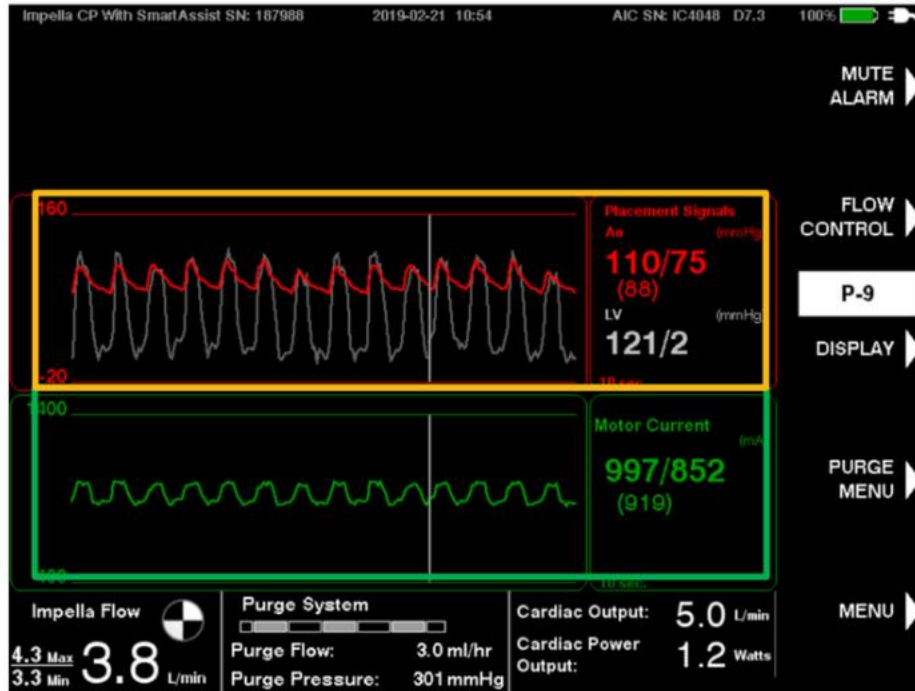 Impella CP With SmartAssist SN: 187988 2019-02-21 10:54 AIC SN: IC4048 D7.3 100%
MUTE
ALARM
FLOW
CONTROL
P-9
DISPLAY
PURGE
MENU
MENU
160
-20
Placement Signals
Ao (mmHg
110/75
(88)
LV (mmHg
121/2
10 sec.
1400
Motor Current
(mA
997/852
(919)
10 sec.
Impella Flow
4.3 Max
3.3 Min
3.8 L/min
Purge System
Purge Flow: 3.0 ml/hr
Purge Pressure: 301 mmHg
Cardiac Output: 5.0 L/min
Cardiac Power
Output: 1.2 Watts